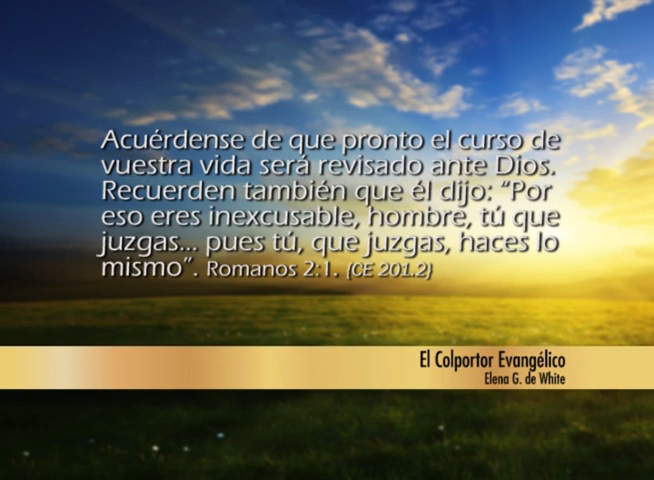 Acuérdense de que pronto el curso de
vuestra vida será revisado ante Dios.
Recuerden también que él dijo: “Por
eso eres inexcusable, hombre, tú que
juzgas... pues tú, que juzgas, haces lo
mismo”. Romanos 2:1. {CE 201.2}
El Colportor Evangélico
Elena G. de White